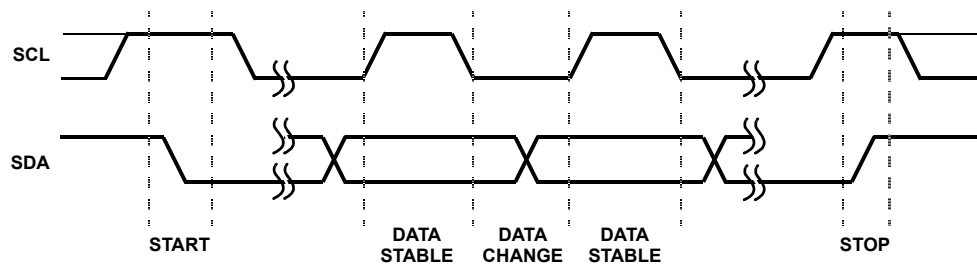 SCL
SDA
START
DATA
STABLE
DATA
CHANGE
DATA
STABLE
STOP